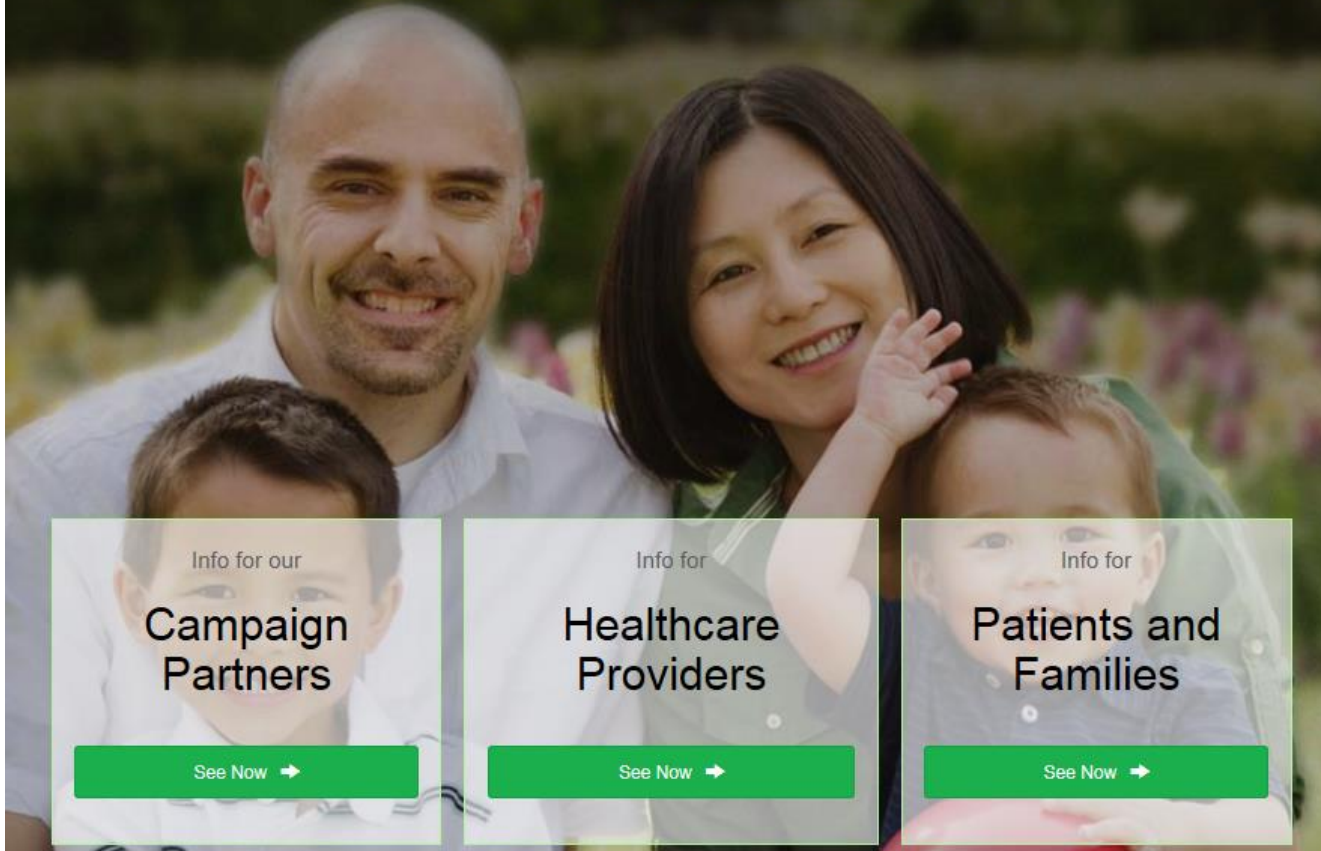 Info for our
Campaign
Partners
See Now
Info for
Healthcare
Providers
See Now
Info for
Patients and
Families
See Now